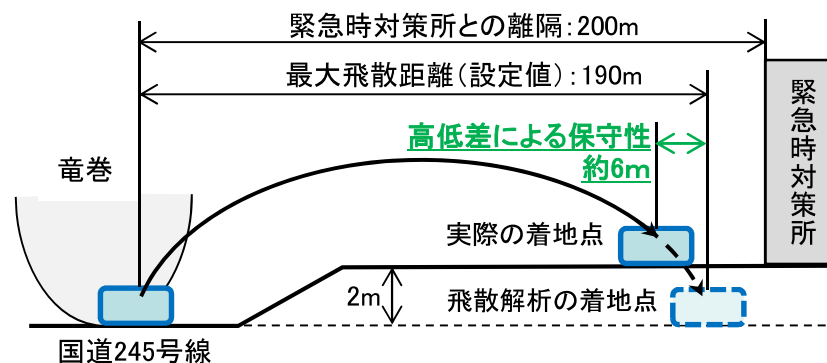 緊急時対策所との離隔：200m
最大飛散距離（設定値）：190m
高低差による保守性
約6m
竜巻
緊急時対策所
実際の着地点
2m
飛散解析の着地点
国道245号線